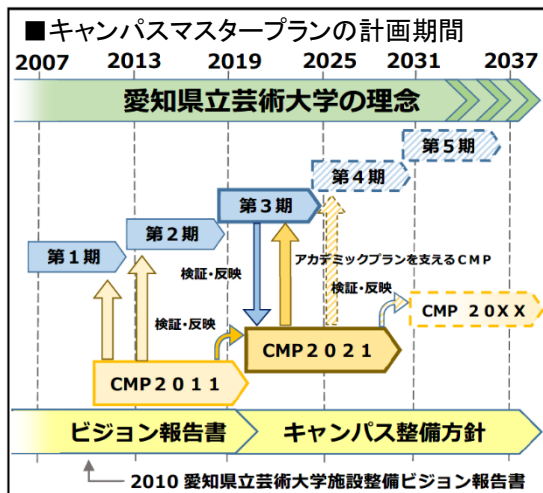 ■キャンパスマスタープランの計画期間
2007 2013 2019 2025 2031 2037
愛知県立芸術大学の理念
第5期
第4期
第3期
第2期
第1期
検証・反映
アカデミックプランを支えるCMP
検証・反映
検証・反映
CMP 20XX
CMP2021
CMP2011
ビジョン報告書
キャンパス整備方針
2010 愛知県立芸術大学施設整備ビジョン報告書